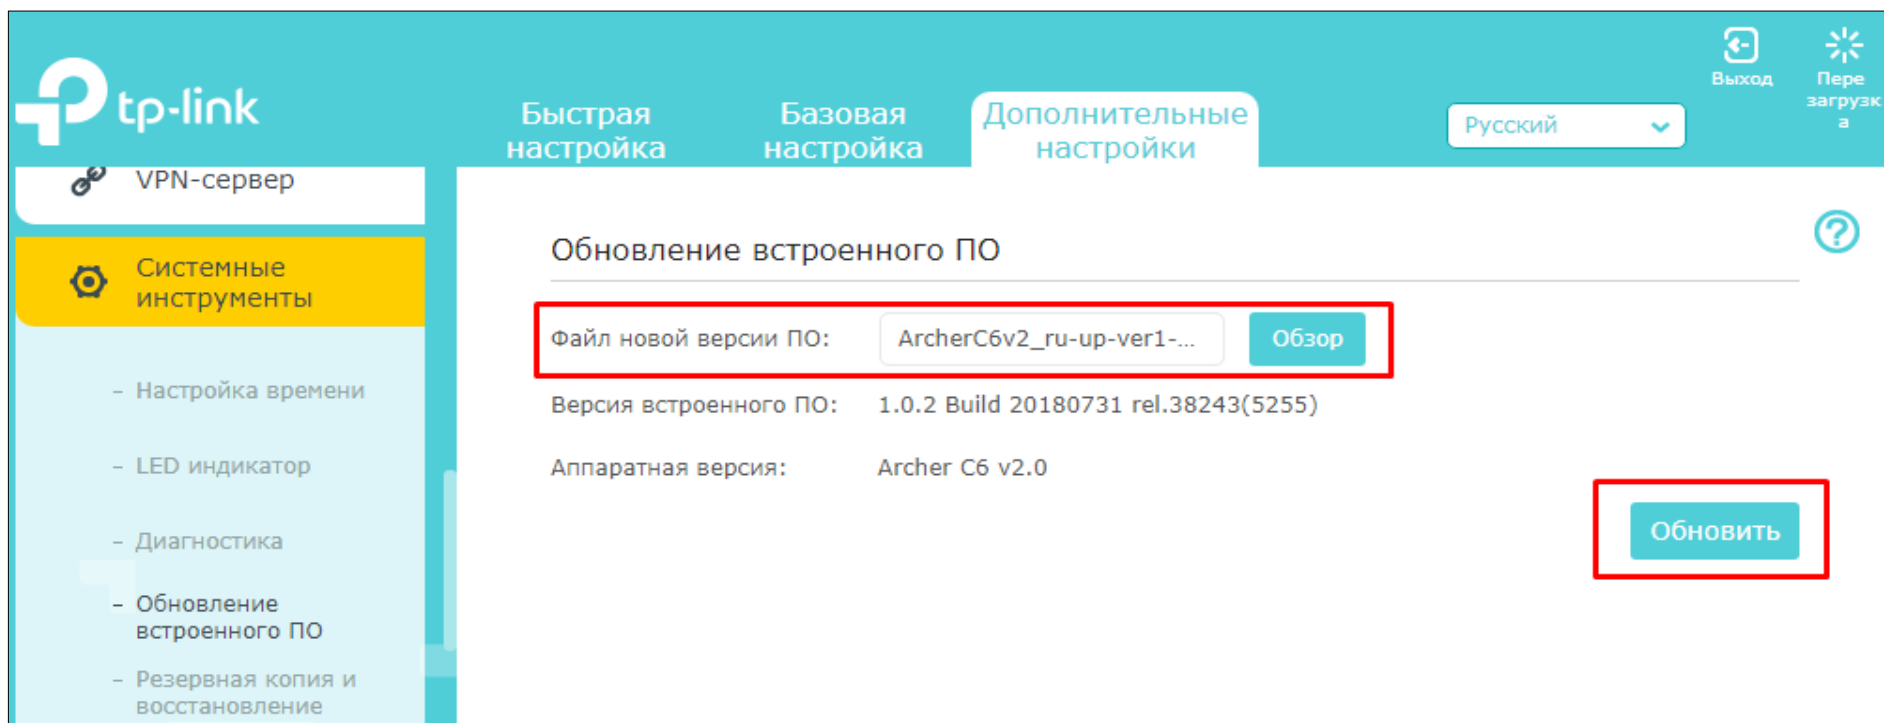 Выход
Пере
загрузк
а
tp-link
Быстрая
настройка
Базовая
настройка
Дополнительные
настройки
Русский
VPN-сервер
Системные
инструменты
– Настройка времени
– LED индикатор
– Диагностика
– Обновление
встроенного ПО
– Резервная копия и
восстановление
Обновление встроенного ПО
?
Файл новой версии ПО: ArcherC6v2_ru-up-ver1-... Обзор
Версия встроенного ПО: 1.0.2 Build 20180731 rel.38243(5255)
Аппаратная версия: Archer C6 v2.0
Обновить